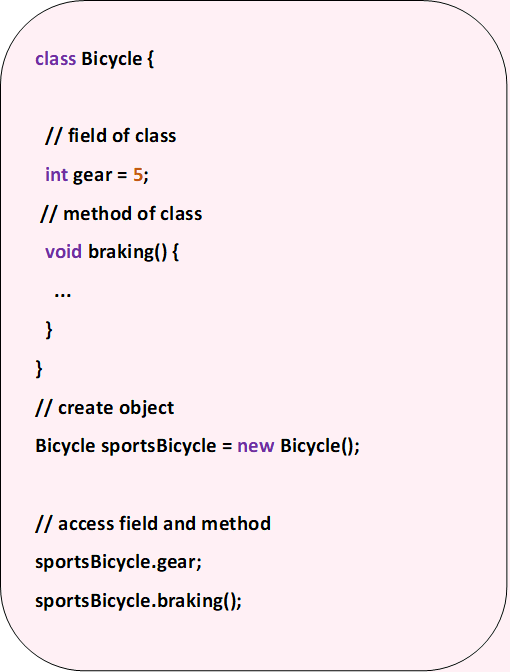 class Bicycle {
// field of class
int gear = 5;
// method of class
void braking() {
...
}
}
// create object
Bicycle sportsBicycle = new Bicycle();
// access field and method
sportsBicycle.gear;
sportsBicycle.braking();